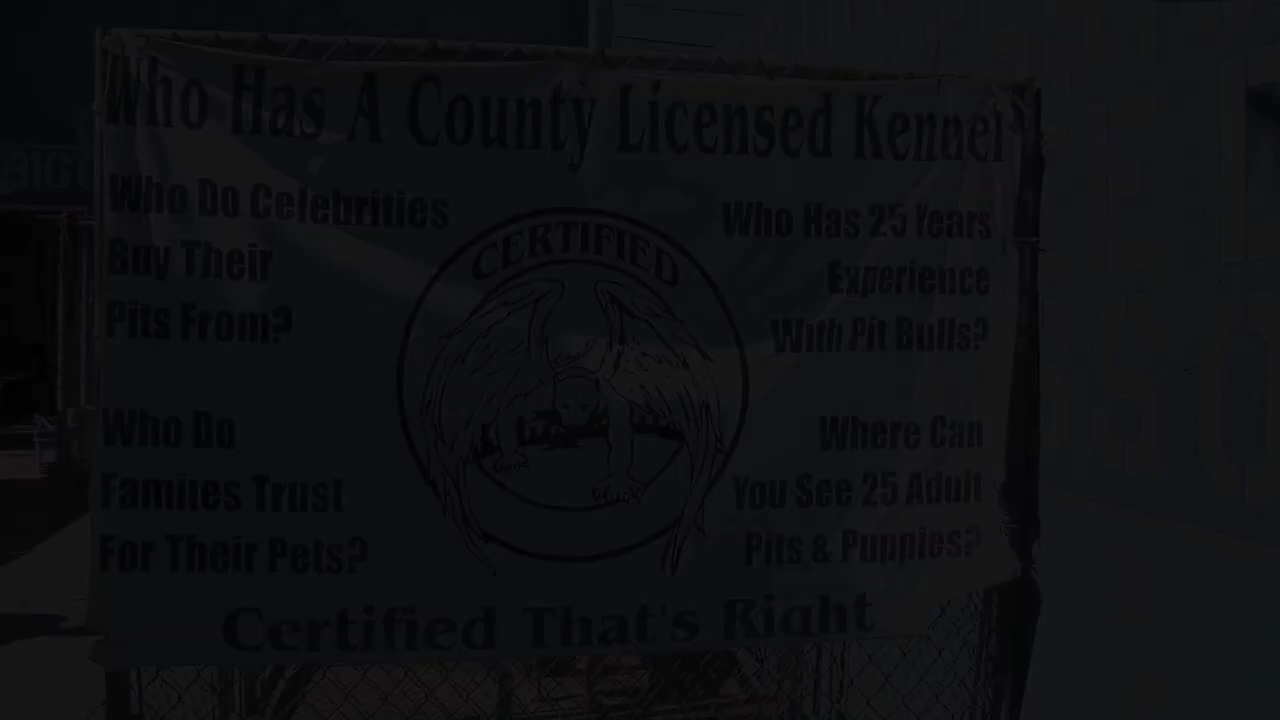 Who Has A County Licensed Kennel
Who Do Celebrities
Buy Their
Pits From?
Who Has 25 Years
Experience
With Pit Bulls?
CERTIFIED
Who Do
Families Trust
For Their Pets?
Where Can
You See 25 Adult
Pits & Puppies?
Certified That's Right